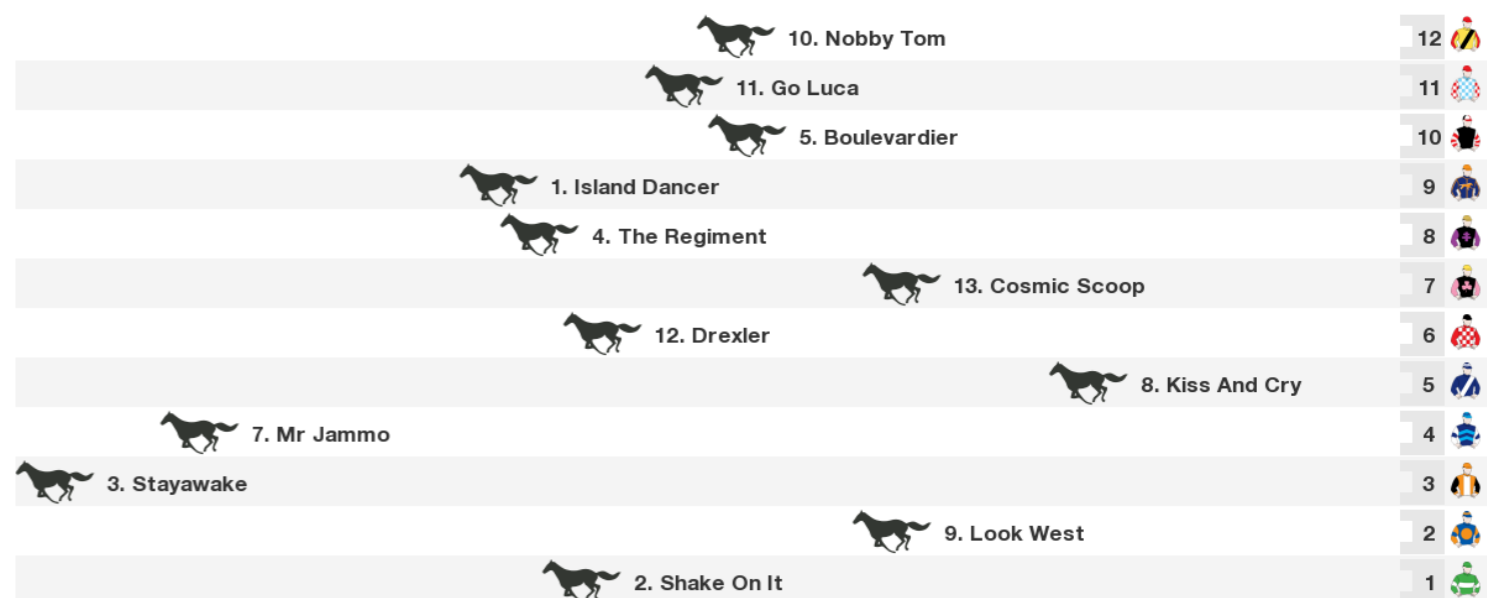 10. Nobby Tom 12
11. Go Luca 11
5. Boulevardier 10
1. Island Dancer 9
4. The Regiment 8
13. Cosmic Scoop 7
12. Drexler 6
8. Kiss And Cry 5
7. Mr Jammo 4
3. Stayawake 3
9. Look West 2
2. Shake On It 1